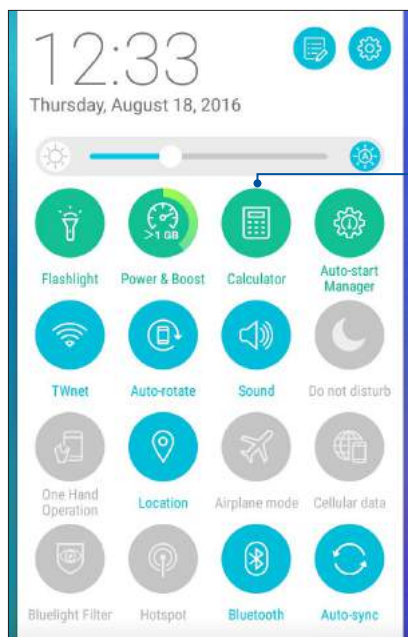 12:33
Thursday, August 18, 2016
A
>1 GB
Flashlight Power & Boost Calculator Auto-start
Manager
TWnet Auto-rotate Sound Do not disturb
One Hand
Operation Location Airplane mode Cellular data
Bluelight Filter Hotspot Bluetooth Auto-sync